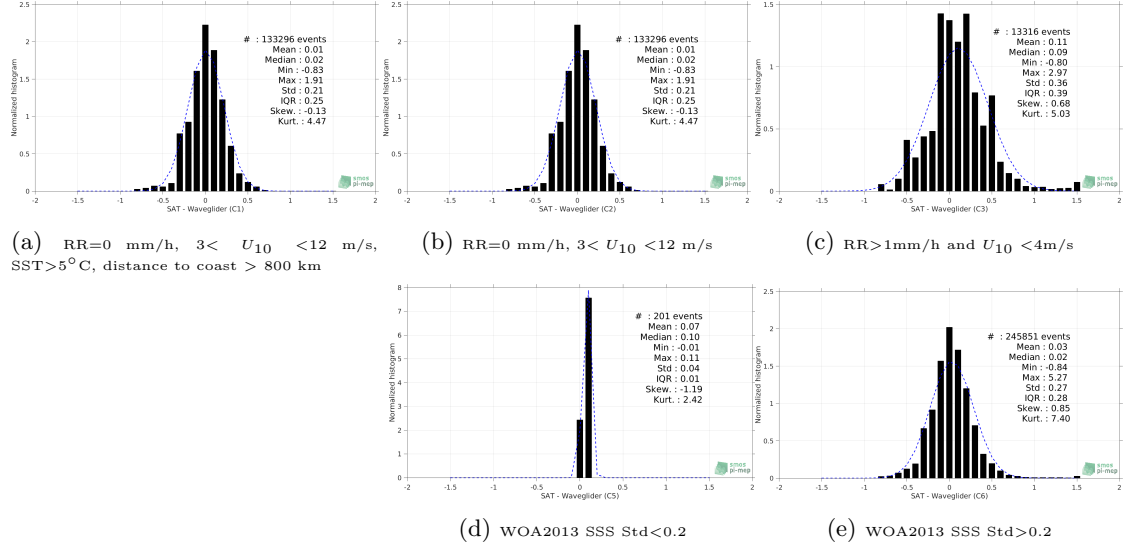 2.5
2
1.5
1
0.5
0
Normalized histogram
# : 133296 events
Mean : 0.01
Median : 0.02
Min : -0.83
Max : 1.91
Std : 0.21
IQR : 0.25
Skew. : -0.13
Kurt. : 4.47
smos
pi-mep
-2 -1.5 -1 -0.5 0 0.5 1 1.5 2
SAT - Waveglider (C1)
(a) RR=0 mm/h, 3< U10 <12 m/s,
SST>5°C, distance to coast > 800 km
2.5
2
1.5
1
0.5
0
Normalized histogram
# : 133296 events
Mean : 0.01
Median : 0.02
Min : -0.83
Max : 1.91
Std : 0.21
IQR : 0.25
Skew. : -0.13
Kurt. : 4.47
smos
pi-mep
-2 -1.5 -1 -0.5 0 0.5 1 1.5 2
SAT - Waveglider (C2)
(b) RR=0 mm/h, 3< U10 <12 m/s
1.5
1
0.5
0
Normalized histogram
# : 13316 events
Mean : 0.11
Median : 0.09
Min : -0.80
Max : 2.97
Std : 0.36
IQR : 0.39
Skew. : 0.68
Kurt. : 5.03
smos
pi-mep
-2 -1.5 -1 -0.5 0 0.5 1 1.5 2
SAT - Waveglider (C3)
(c) RR>1mm/h and U10 <4m/s
8
7
6
5
4
3
2
1
0
Normalized histogram
# : 201 events
Mean : 0.07
Median : 0.10
Min : -0.01
Max : 0.11
Std : 0.04
IQR : 0.01
Skew. : -1.19
Kurt. : 2.42
smos
pi-mep
-2 -1.5 -1 -0.5 0 0.5 1 1.5 2
SAT - Waveglider (C5)
(d) WOA2013 SSS Std<0.2
2.5
2
1.5
1
0.5
0
Normalized histogram
# : 245851 events
Mean : 0.03
Median : 0.02
Min : -0.84
Max : 5.27
Std : 0.27
IQR : 0.28
Skew. : 0.85
Kurt. : 7.40
smos
pi-mep
-2 -1.5 -1 -0.5 0 0.5 1 1.5 2
SAT - Waveglider (C6)
(e) WOA2013 SSS Std>0.2